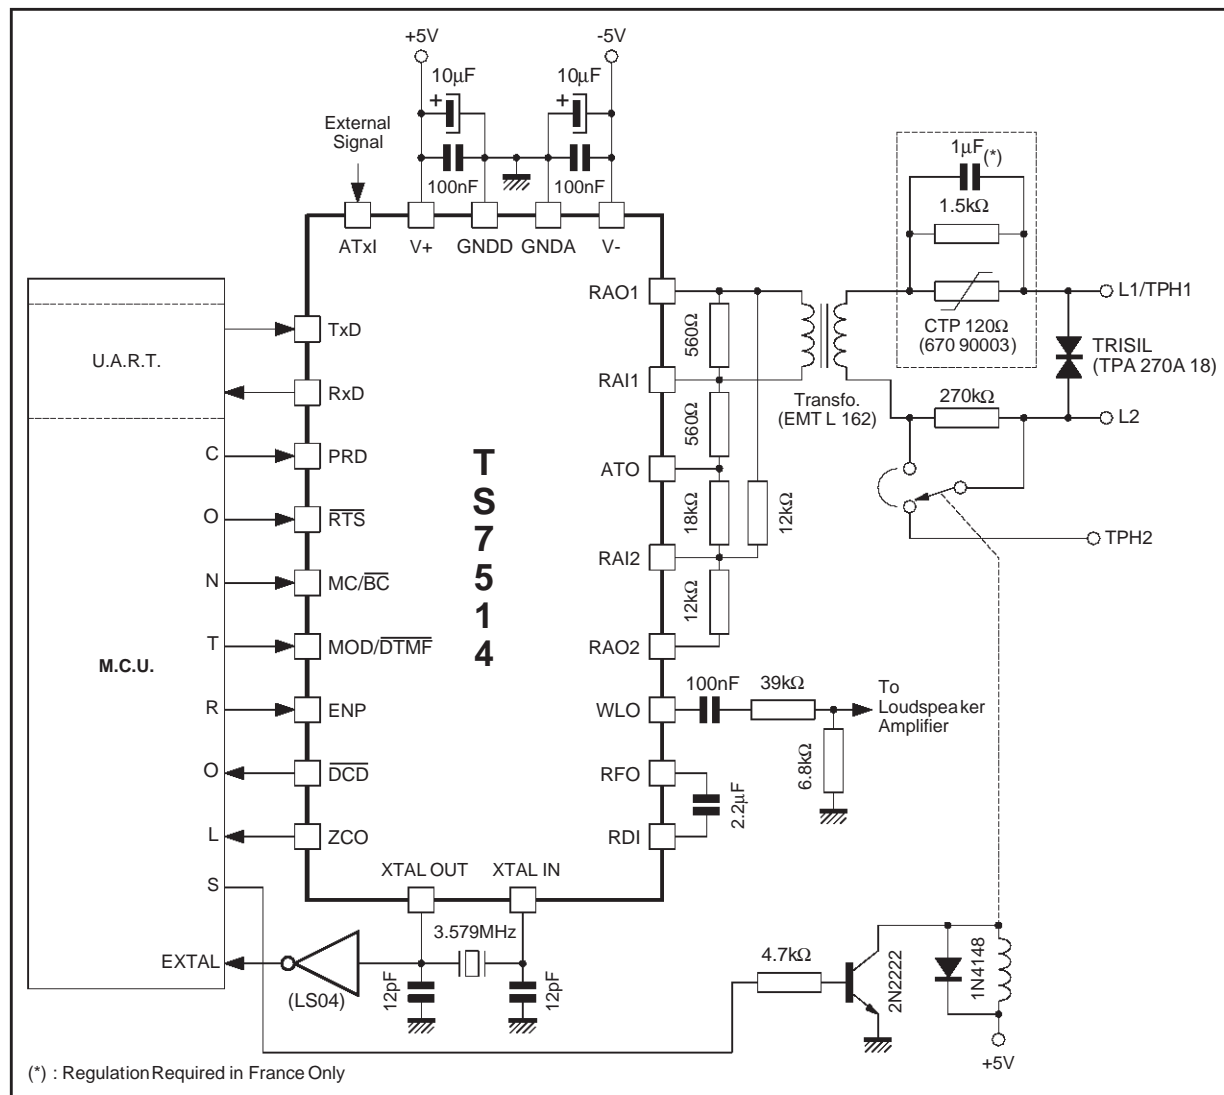 +5V
-5V
10μF
10μF
+
+
External
Signal
100nF
100nF
1μF
(*)
1.5kΩ
ATxI
V+
GNDD
GNDA
V-
RAO1
L1/TPH1
CTP 120Ω
(670 90003)
TxD
560Ω
TRISIL
(TPA 270A 18)
U.A.R.T.
RxD
RAI1
Transfo.
(EMT L 162)
270kΩ
L2
560Ω
C
PRD
TS7514
ATO
O
RTS
18kΩ
12kΩ
TPH2
N
MC/BC
RAI2
12kΩ
T
MOD/DTMF
RAO2
M.C.U.
100nF
39kΩ
To
Loudspeaker
Amplifier
R
ENP
WLO
6.8kΩ
O
DCD
RFO
2.2μF
L
ZCO
RDI
XTAL OUT
XTAL IN
S
3.579MHz
EXTAL
(LS04)
12pF
12pF
4.7kΩ
2N2222
1N4148
+5V
(*) : Regulation Required in France Only